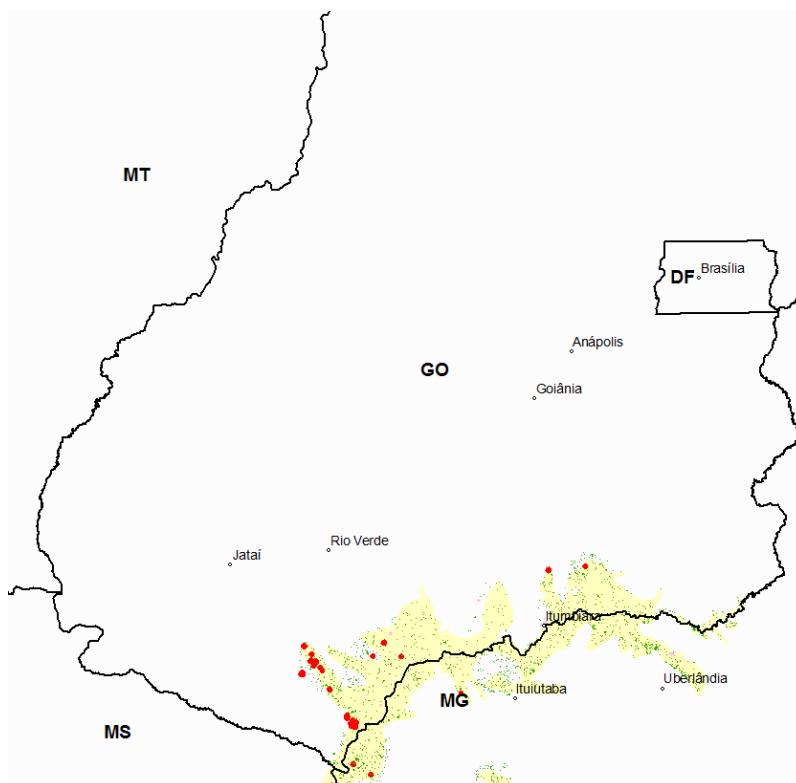 MT
DF
Brasília
Anápolis
GO
Goiânia
Rio Verde
Jataí
Itumbiara
Uberlândia
Ituiutaba
MG
MS